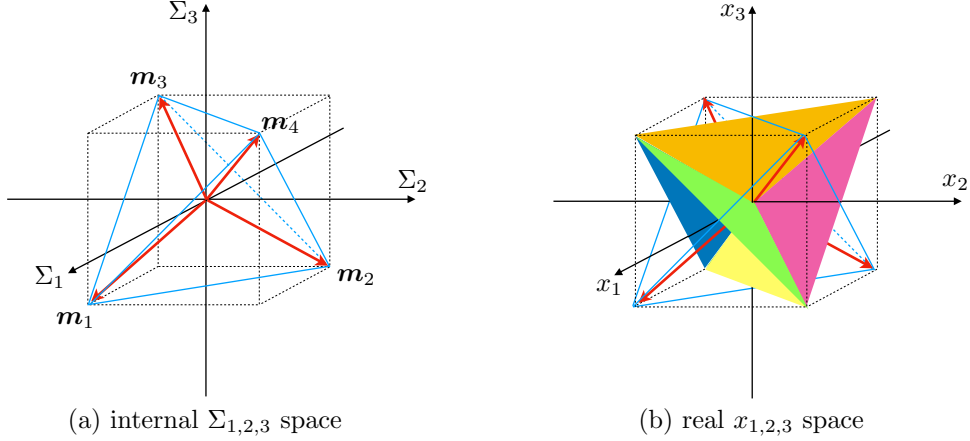 Σ₃
x₃
m₃
m₄
Σ₂
x₂
Σ₁
m₂
x₁
m₁
(a) internal Σ₁,₂,₃ space
(b) real x₁,₂,₃ space